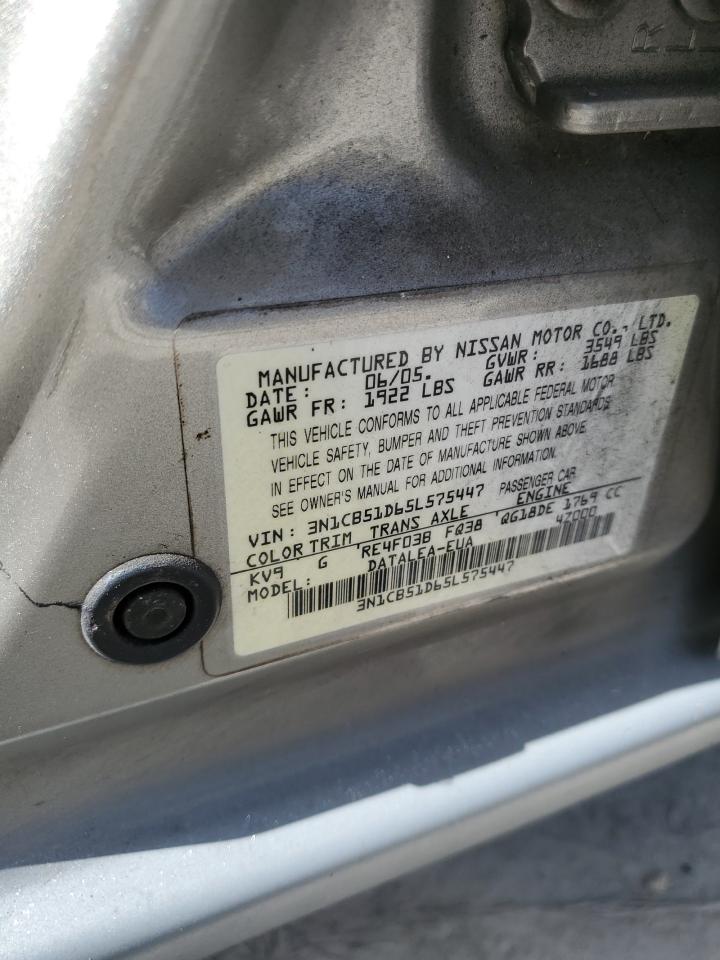 MANUFACTURED BY NISSAN MOTOR CO., LTD.
DATE: 06/05. GVWR: 3549 LBS
GAWR FR: 1922 LBS GAWR RR: 1688 LBS
THIS VEHICLE CONFORMS TO ALL APPLICABLE FEDERAL MOTOR
VEHICLE SAFETY, BUMPER AND THEFT PREVENTION STANDARDS
IN EFFECT ON THE DATE OF MANUFACTURE SHOWN ABOVE.
SEE OWNER'S MANUAL FOR ADDITIONAL INFORMATION.
VIN: 3N1CB51D65L575447 PASSENGER CAR
COLOR TRIM TRANS AXLE ENGINE
KV9 G RE4F03B FQ38 QG18DE 1769 CC
MODEL: DATALEA-EUA 4Z000
3N1CB51D65L575447